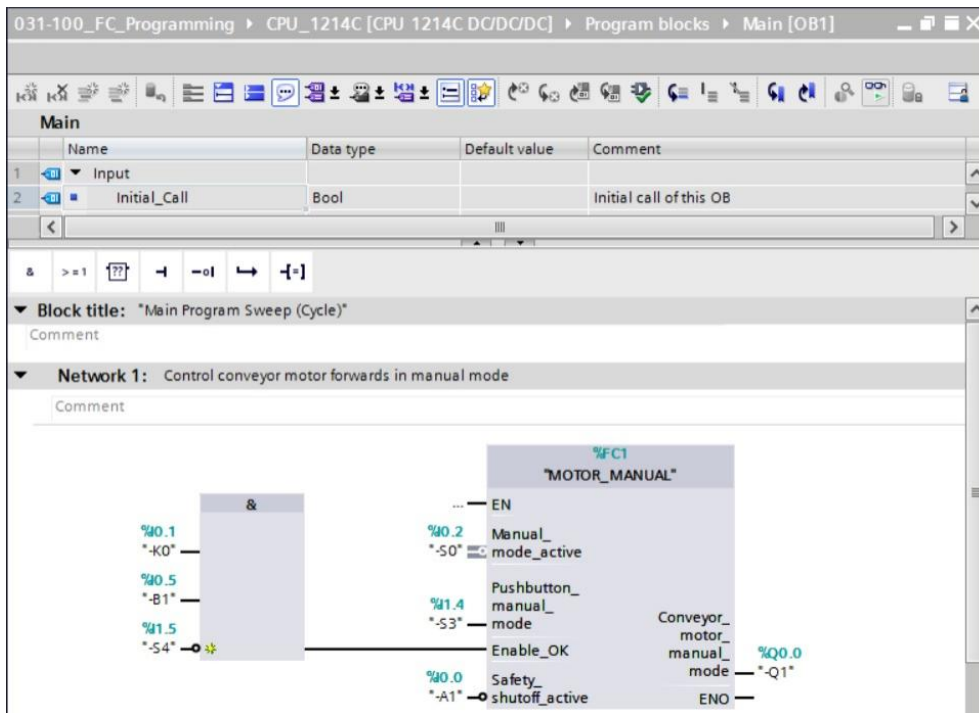 031-100_FC_Programming ▸ CPU_1214C [CPU 1214C DC/DC/DC] ▸ Program blocks ▸ Main [OB1]
Main
Name Data type Default value Comment
1 Input
2 Initial_Call Bool Initial call of this OB
& >=1 ??
Block title: "Main Program Sweep (Cycle)"
Comment
Network 1: Control conveyor motor forwards in manual mode
Comment
&
%I0.1
"-K0"
%I0.5
"-B1"
%I1.5
"-S4"
%FC1
"MOTOR_MANUAL"
... EN
%I0.2
"-S0"
Manual_
mode_active
%I1.4
"-S3"
Pushbutton_
manual_
mode
Enable_OK
%I0.0
"-A1"
Safety_
shutoff_active
Conveyor_
motor_
manual_
mode
%Q0.0
"-Q1"
ENO